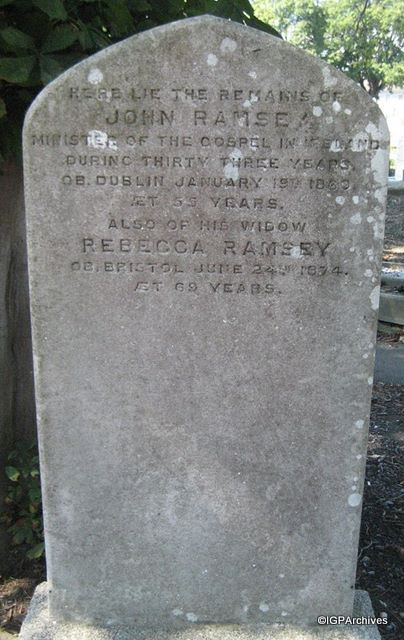 HERE LIE THE REMAINS OF
JOHN RAMSEY
MINISTER OF THE GOSPEL IN IRELAND
DURING THIRTY THREE YEARS.
OB. DUBLIN JANUARY 1ST
ÆT 55 YEARS.
ALSO OF HIS WIDOW
REBECCA RAMSEY
OB. BRISTOL JUNE 24TH 1874.
ÆT 69 YEARS.
©IGPArchives